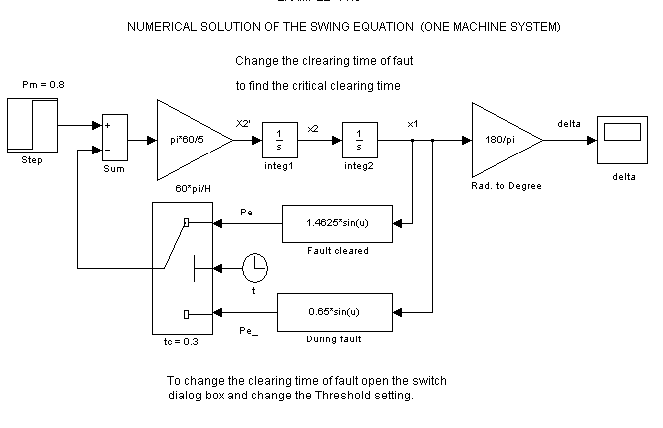 NUMERICAL SOLUTION OF THE SWING EQUATION (ONE MACHINE SYSTEM)
Change the clrearing time of faut
to find the critical clearing time
Pm = 0.8
Step
+
−
Sum
pi*60/5
60*pi/H
X2'
1
s
integ1
x2
1
s
integ2
x1
180/pi
Rad. to Degree
delta
delta
Pe
1.4625*sin(u)
Fault cleared
t
0.65*sin(u)
During fault
Pe_
tc = 0.3
To change the clearing time of fault open the switch
dialog box and change the Threshold setting.